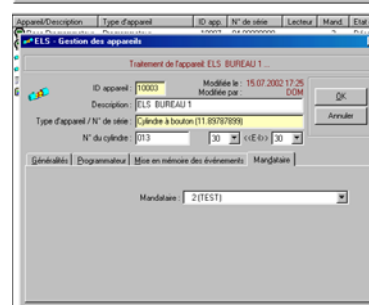 Appareil/Description Type d'appareil ID app. N° de série Lecteur Mand. Etat
ELS - Gestion des appareils
Traitement de l'appareil: ELS BUREAU 1 ...
ID appareil : 10003 Modifiée le : 15.07.2002 17:25
Modifiée par : DOM
OK
Description : ELS BUREAU 1
Annuler
Type d'appareil / N° de série : Cylindre à bouton (11.89787899)
N° du cylindre : 013 30 <<E-I>> 30
Généralités Programmateur Mise en mémoire des événements Mandataire
Mandataire : 2(TEST)